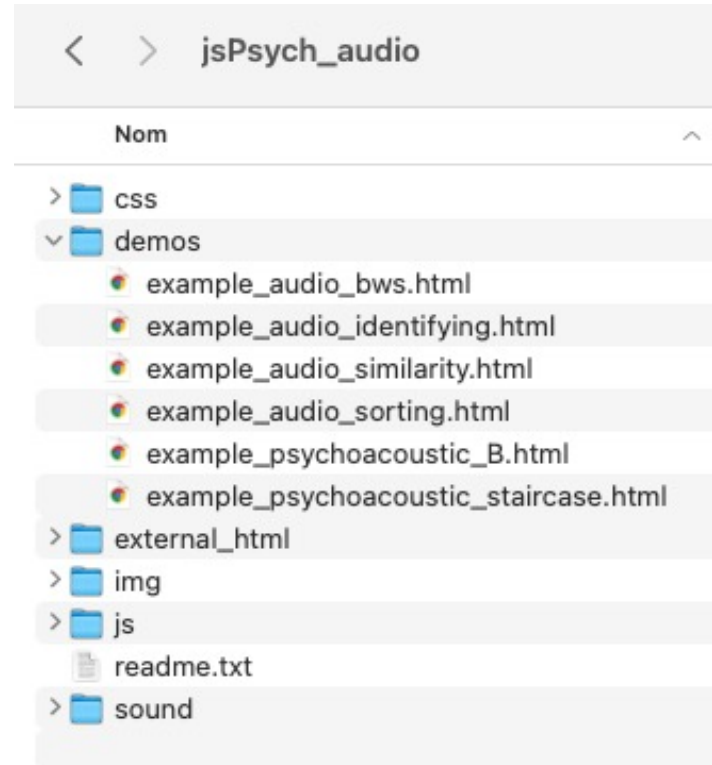 jsPsych_audio
Nom
css
demos
example_audio_bws.html
example_audio_identifying.html
example_audio_similarity.html
example_audio_sorting.html
example_psychoacoustic_B.html
example_psychoacoustic_staircase.html
external_html
img
js
readme.txt
sound